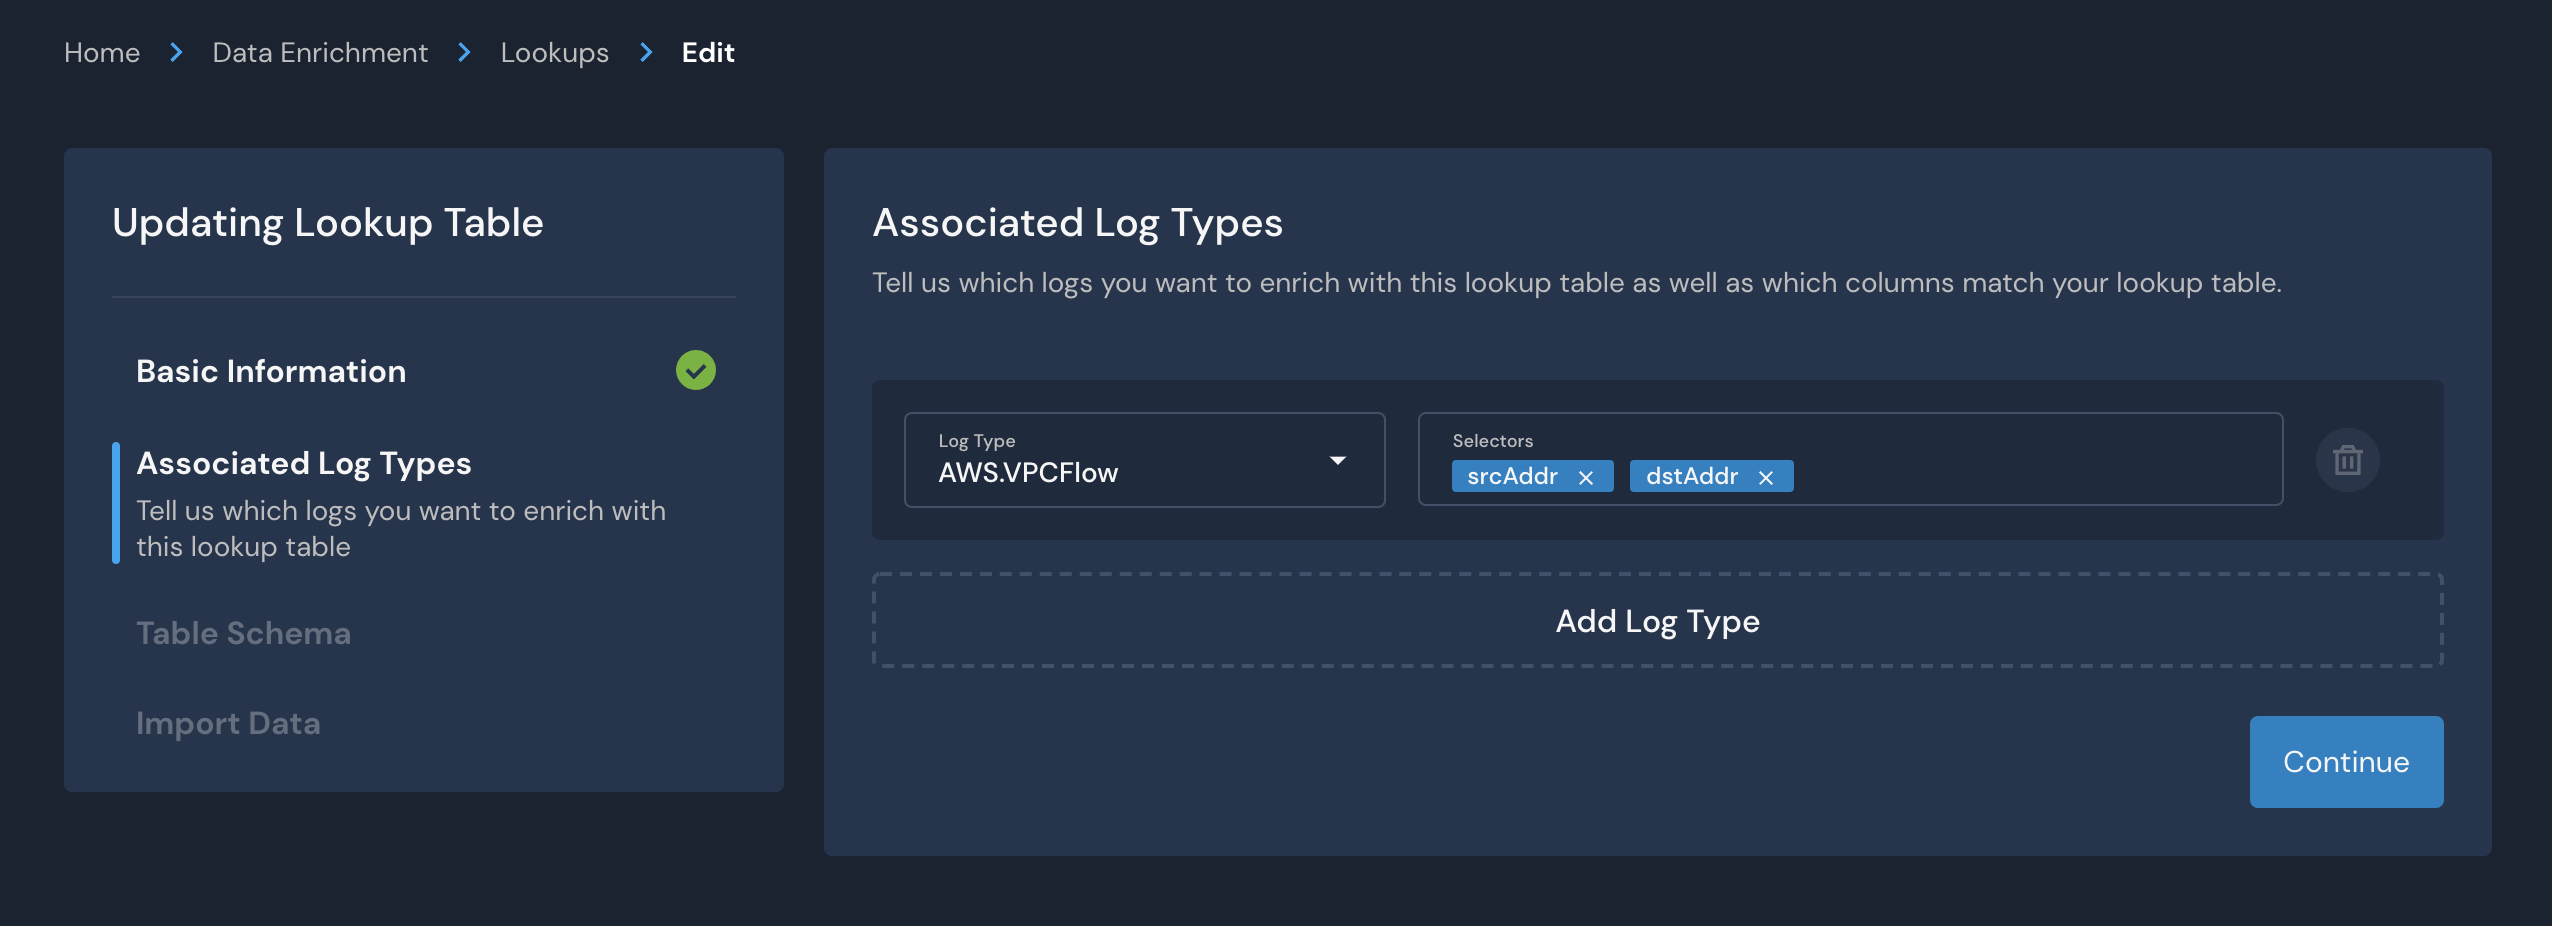 Home Data Enrichment Lookups Edit
Updating Lookup Table
Basic Information
Associated Log Types
Tell us which logs you want to enrich with
this lookup table
Table Schema
Import Data
Associated Log Types
Tell us which logs you want to enrich with this lookup table as well as which columns match your lookup table.
Log Type
AWS.VPCFlow
Selectors
srcAddr dstAddr
Add Log Type
Continue